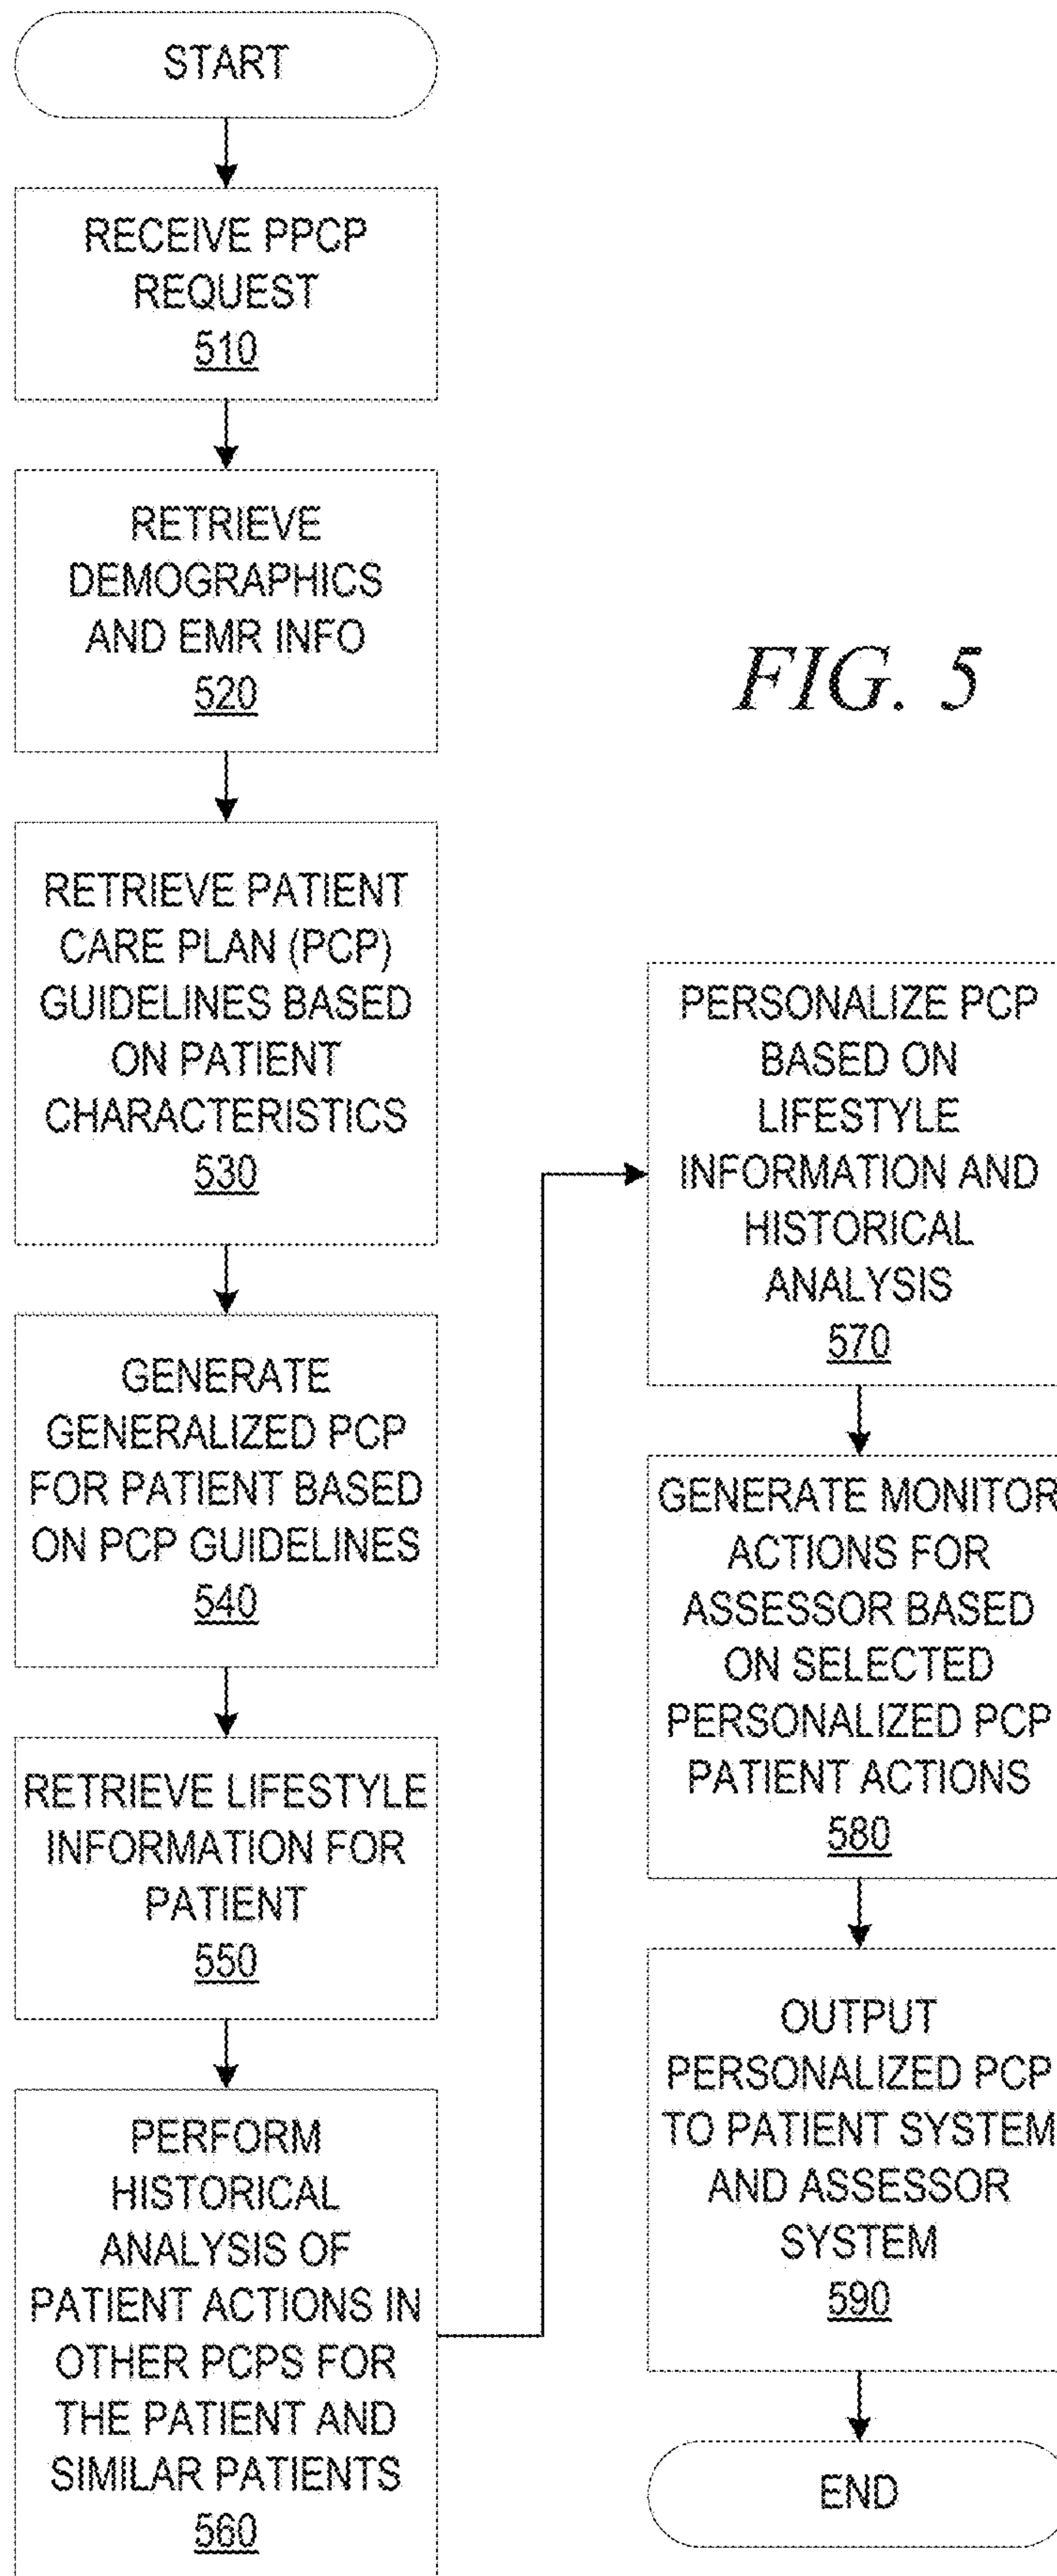 START
RECEIVE PPCP
REQUEST
510
RETRIEVE
DEMOGRAPHICS
AND EMR INFO
520
RETRIEVE PATIENT
CARE PLAN (PCP)
GUIDELINES BASED
ON PATIENT
CHARACTERISTICS
530
GENERATE
GENERALIZED PCP
FOR PATIENT BASED
ON PCP GUIDELINES
540
RETRIEVE LIFESTYLE
INFORMATION FOR
PATIENT
550
PERFORM
HISTORICAL
ANALYSIS OF
PATIENT ACTIONS IN
OTHER PCPS FOR
THE PATIENT AND
SIMILAR PATIENTS
560
FIG. 5
PERSONALIZE PCP
BASED ON
LIFESTYLE
INFORMATION AND
HISTORICAL
ANALYSIS
570
GENERATE MONITOR
ACTIONS FOR
ASSESSOR BASED
ON SELECTED
PERSONALIZED PCP
PATIENT ACTIONS
580
OUTPUT
PERSONALIZED PCP
TO PATIENT SYSTEM
AND ASSESSOR
SYSTEM
590
END